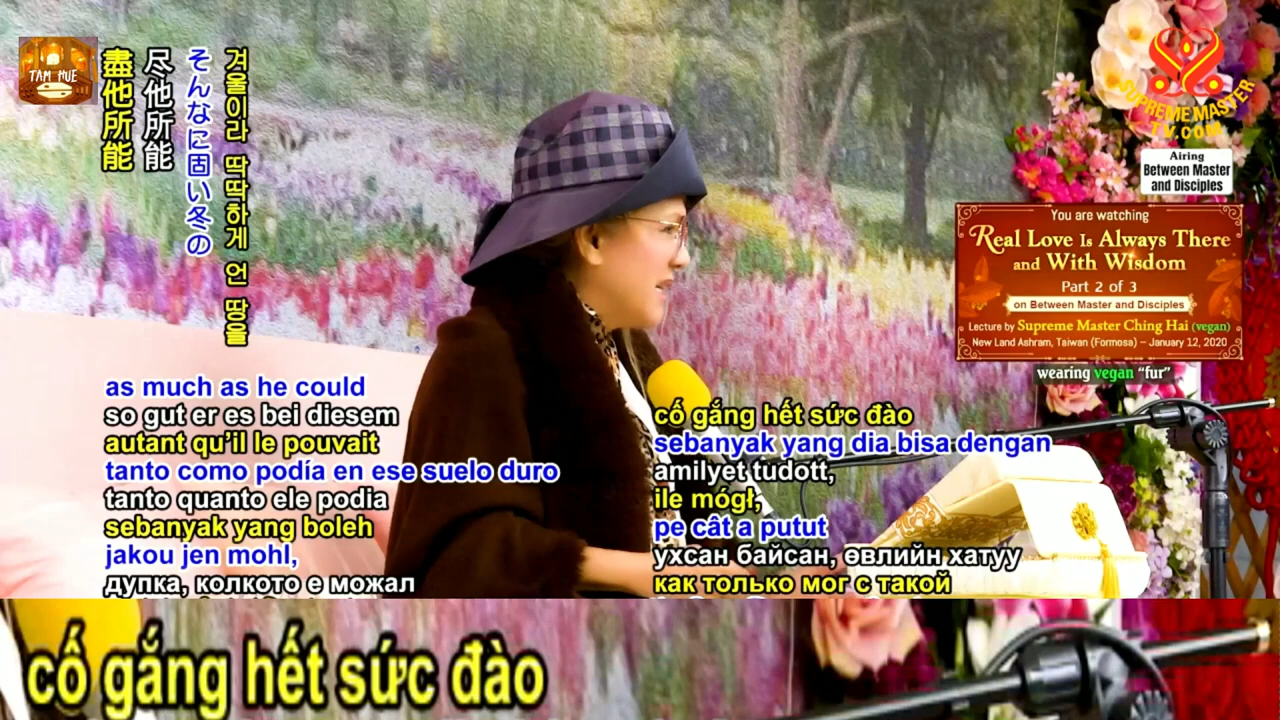 TAM HUE
盡他所能
尽他所能
そんなに固い冬の
겨울이라 딱딱하게 언 땅을
SUPREME MASTER
TV.COM
Airing
Between Master
and Disciples
You are watching
Real Love Is Always There
and With Wisdom
Part 2 of 3
on Between Master and Disciples
Lecture by Supreme Master Ching Hai (vegan)
New Land Ashram, Taiwan (Formosa) – January 12, 2020
wearing vegan “fur”
as much as he could
so gut er es bei diesem
autant qu’il le pouvait
tanto como podía en ese suelo duro
tanto quanto ele podia
sebanyak yang boleh
jakou jen mohl,
дупка, колкото е можал
cố gắng hết sức đào
sebanyak yang dia bisa dengan
amilyet tudott,
ile mógł,
pe cât a putut
ухсан байсан, өвлийн хатуу
как только мог с такой
cố gắng hết sức đào